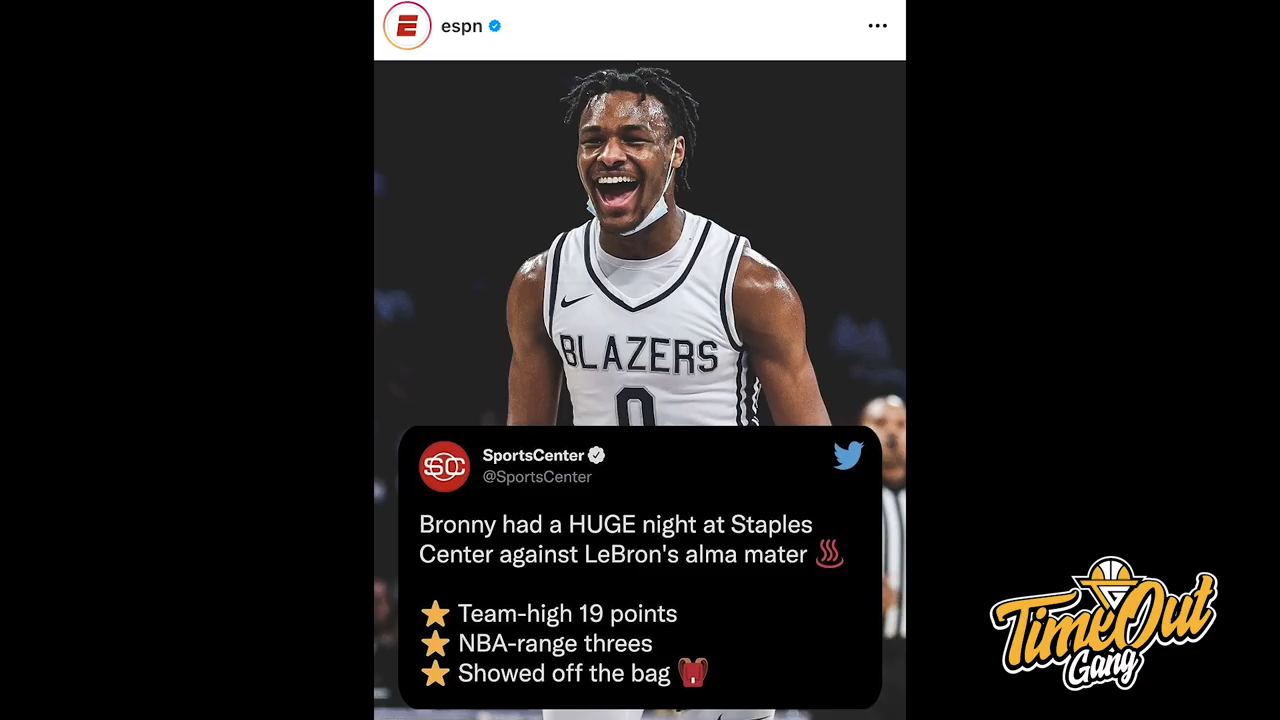 espn
BLAZERS
0
SC
SportsCenter
@SportsCenter
Bronny had a HUGE night at Staples
Center against LeBron's alma mater ♨️
⭐ Team-high 19 points
⭐ NBA-range threes
⭐ Showed off the bag 🎒
TimeOut
Gang